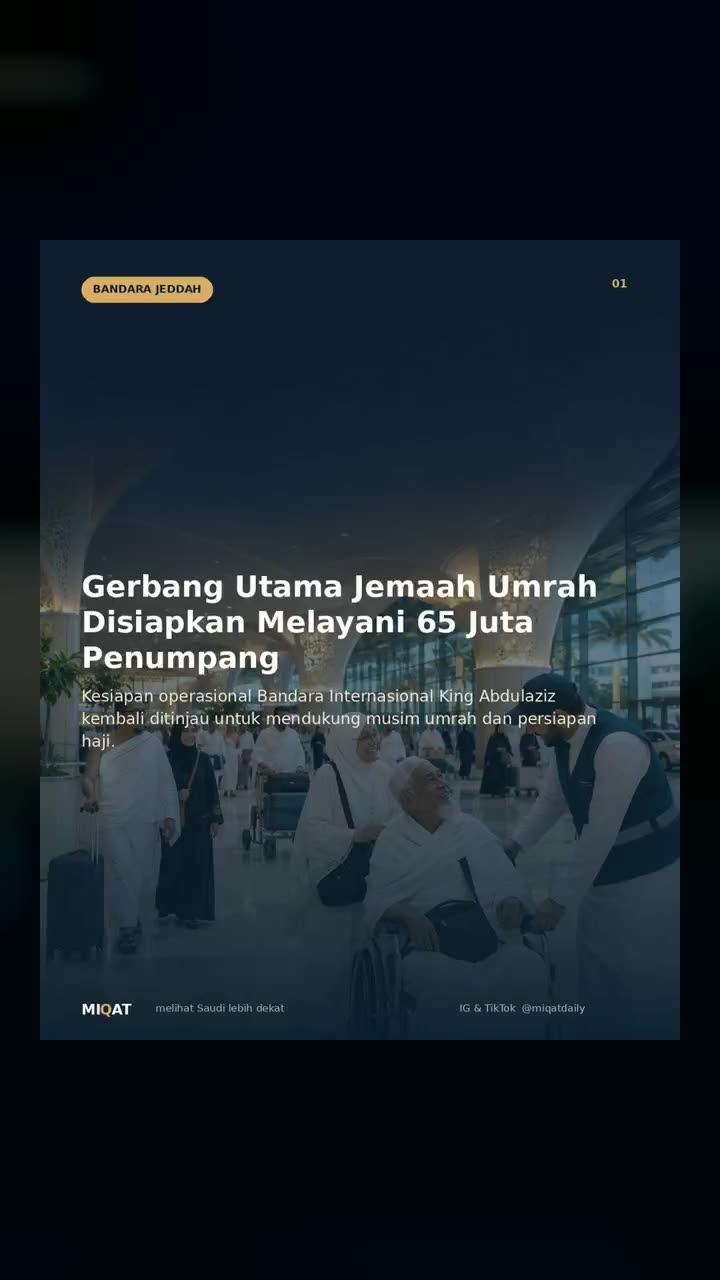 BANDARA JEDDAH
01
Gerbang Utama Jemaah Umrah
Disiapkan Melayani 65 Juta
Penumpang
Kesiapan operasional Bandara Internasional King Abdulaziz
kembali ditinjau untuk mendukung musim umrah dan persiapan
haji.
MIQAT melihat Saudi lebih dekat IG & TikTok @miqatdaily